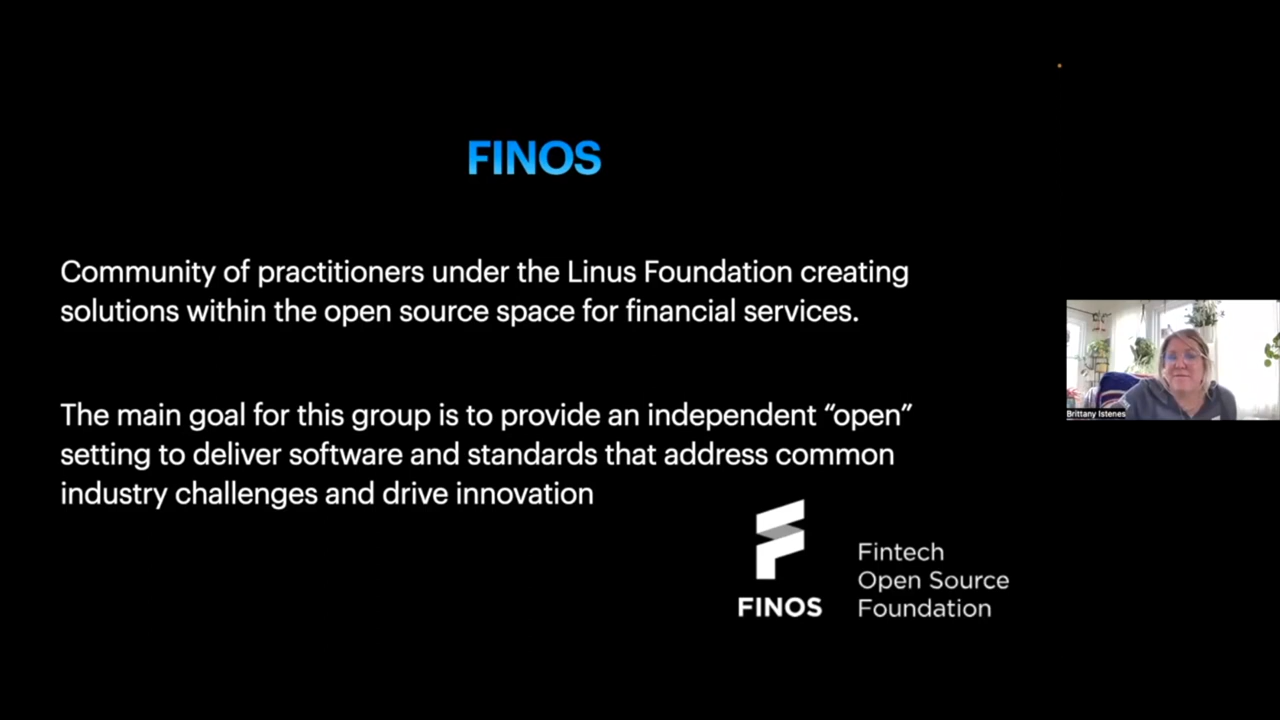 FINOS
Community of practitioners under the Linus Foundation creating
solutions within the open source space for financial services.
The main goal for this group is to provide an independent “open”
setting to deliver software and standards that address common
industry challenges and drive innovation
FINOS
Fintech
Open Source
Foundation
Brittany Istenes